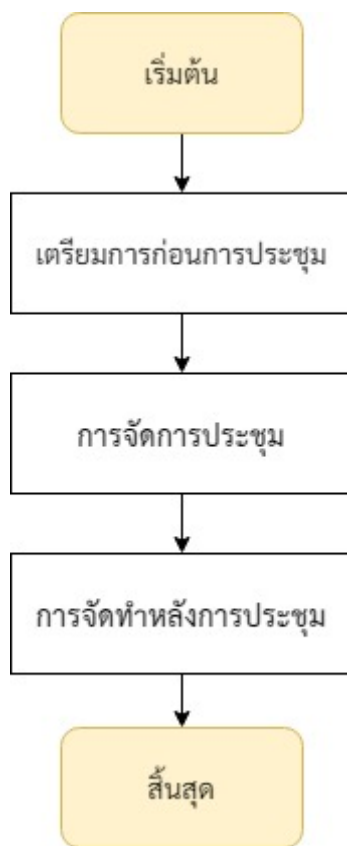 เริ่มต้น
เตรียมการก่อนการประชุม
การจัดการประชุม
การจัดทำหลังการประชุม
สิ้นสุด